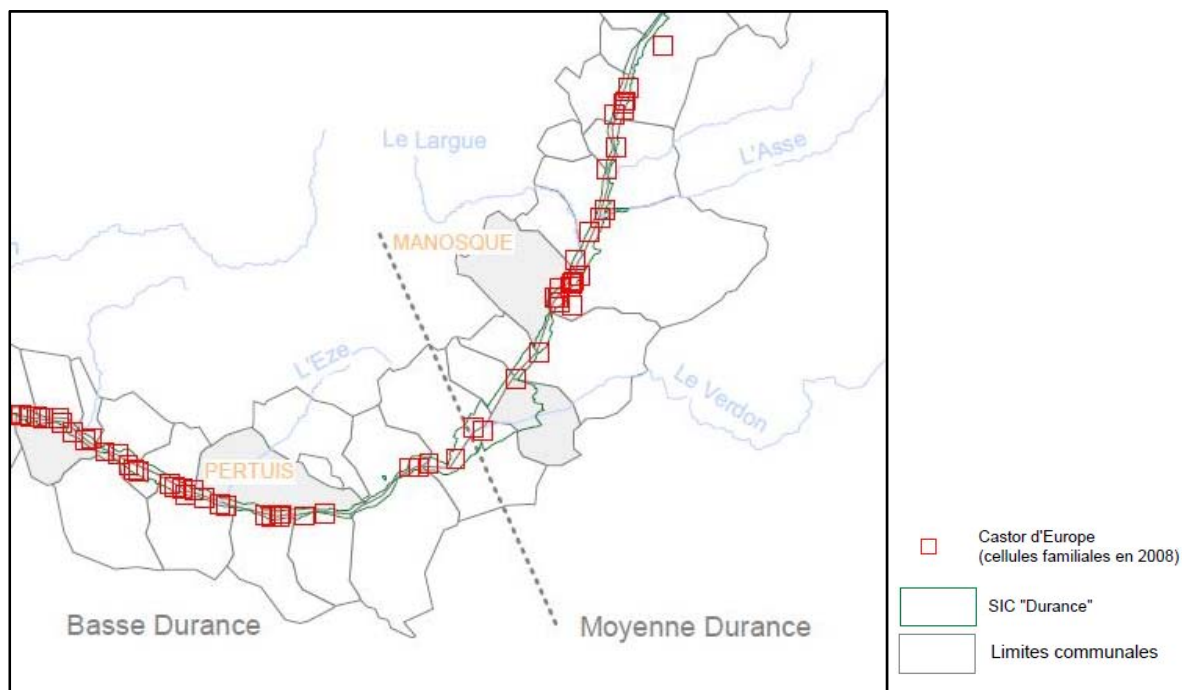 Le Largue
L'Asse
MANOSQUE
L'Eze
Le Verdon
PERTUIS
Basse Durance
Moyenne Durance
Castor d'Europe
(cellules familiales en 2008)
SIC "Durance"
Limites communales